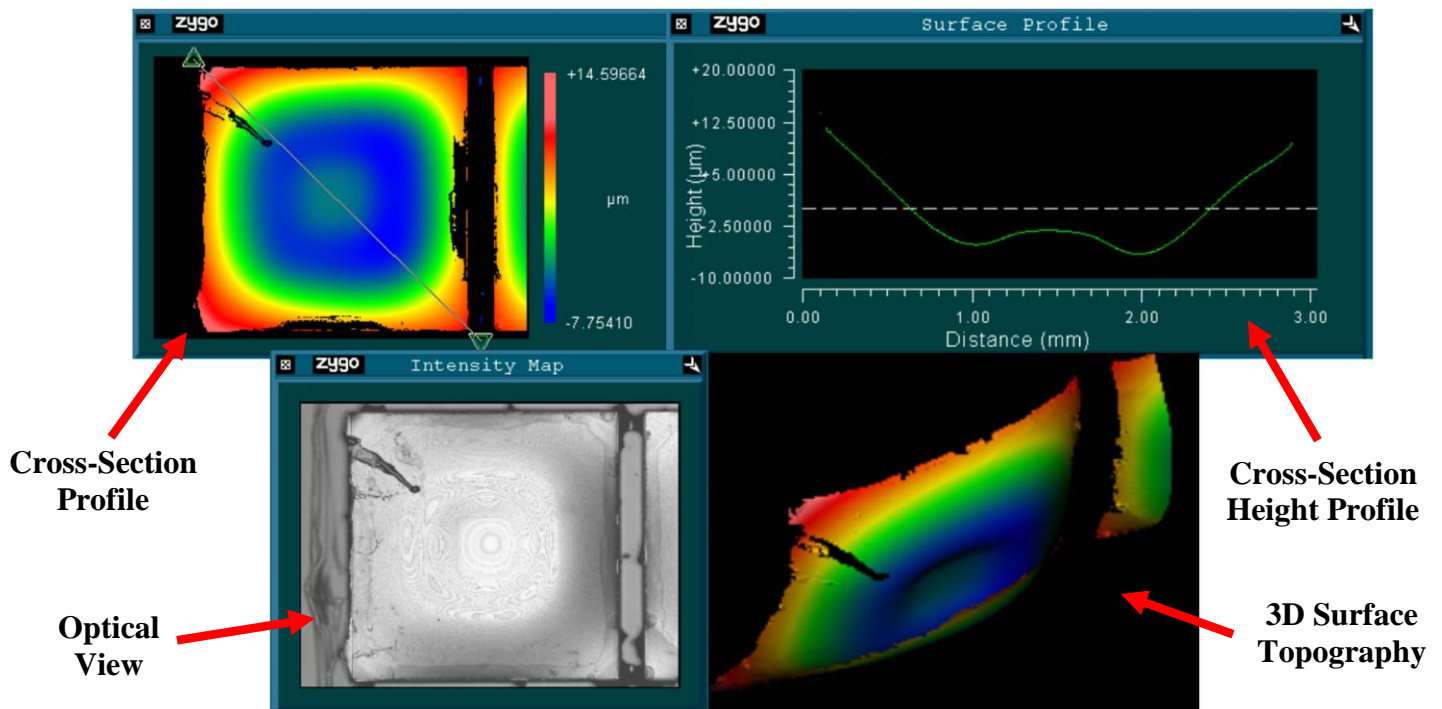 zygo
+14.59664
µm
-7.75410
zygo
Surface Profile
+20.00000
+12.50000
+5.00000
-2.50000
-10.00000
Height (µm)
0.00
1.00
2.00
3.00
Distance (mm)
zygo
Intensity Map
Cross-Section
Profile
Optical
View
Cross-Section
Height Profile
3D Surface
Topography